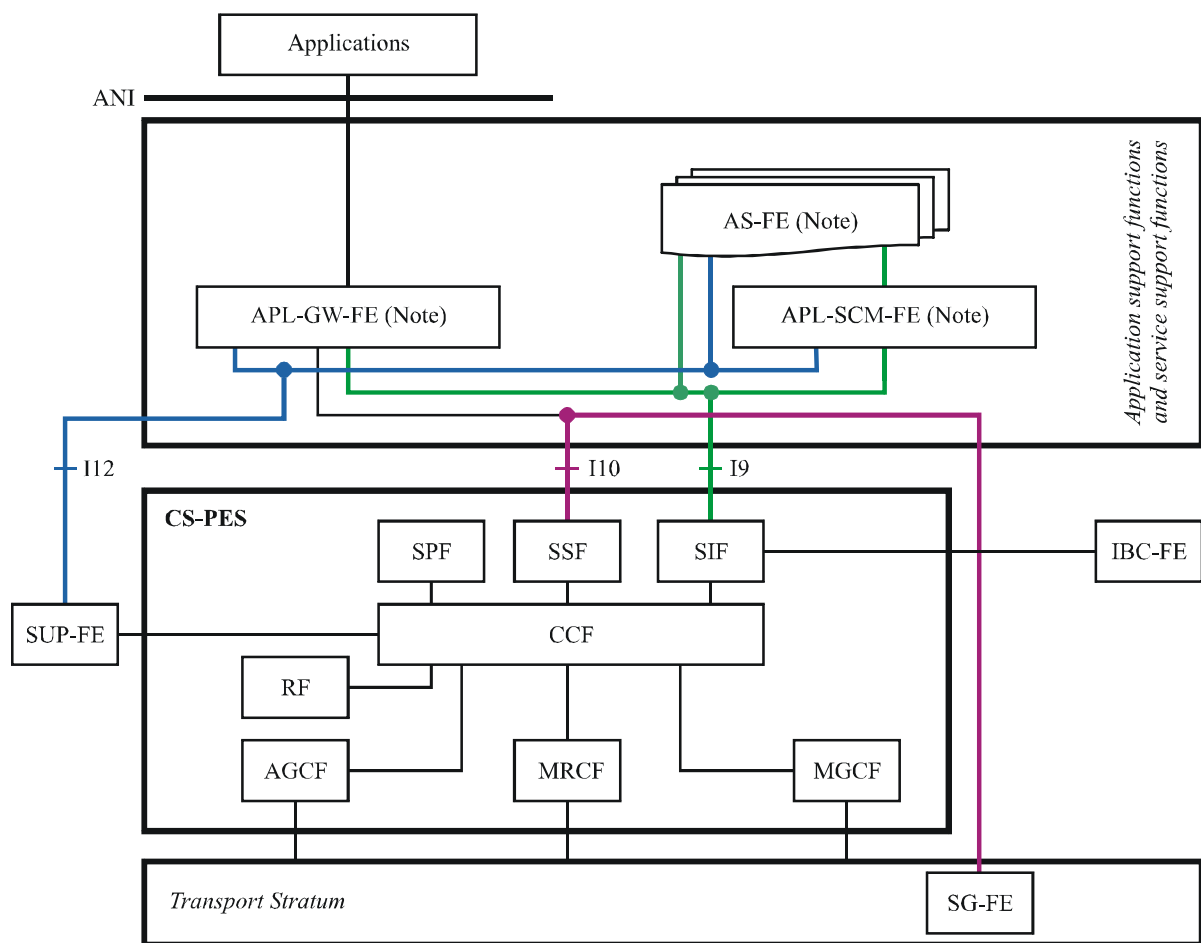 Applications
ANI
AS-FE (Note)
APL-GW-FE (Note)
APL-SCM-FE (Note)
Application support functions
and service support functions
I12
I10
I9
CS-PES
SPF
SSF
SIF
IBC-FE
SUP-FE
CCF
RF
AGCF
MRCF
MGCF
Transport Stratum
SG-FE